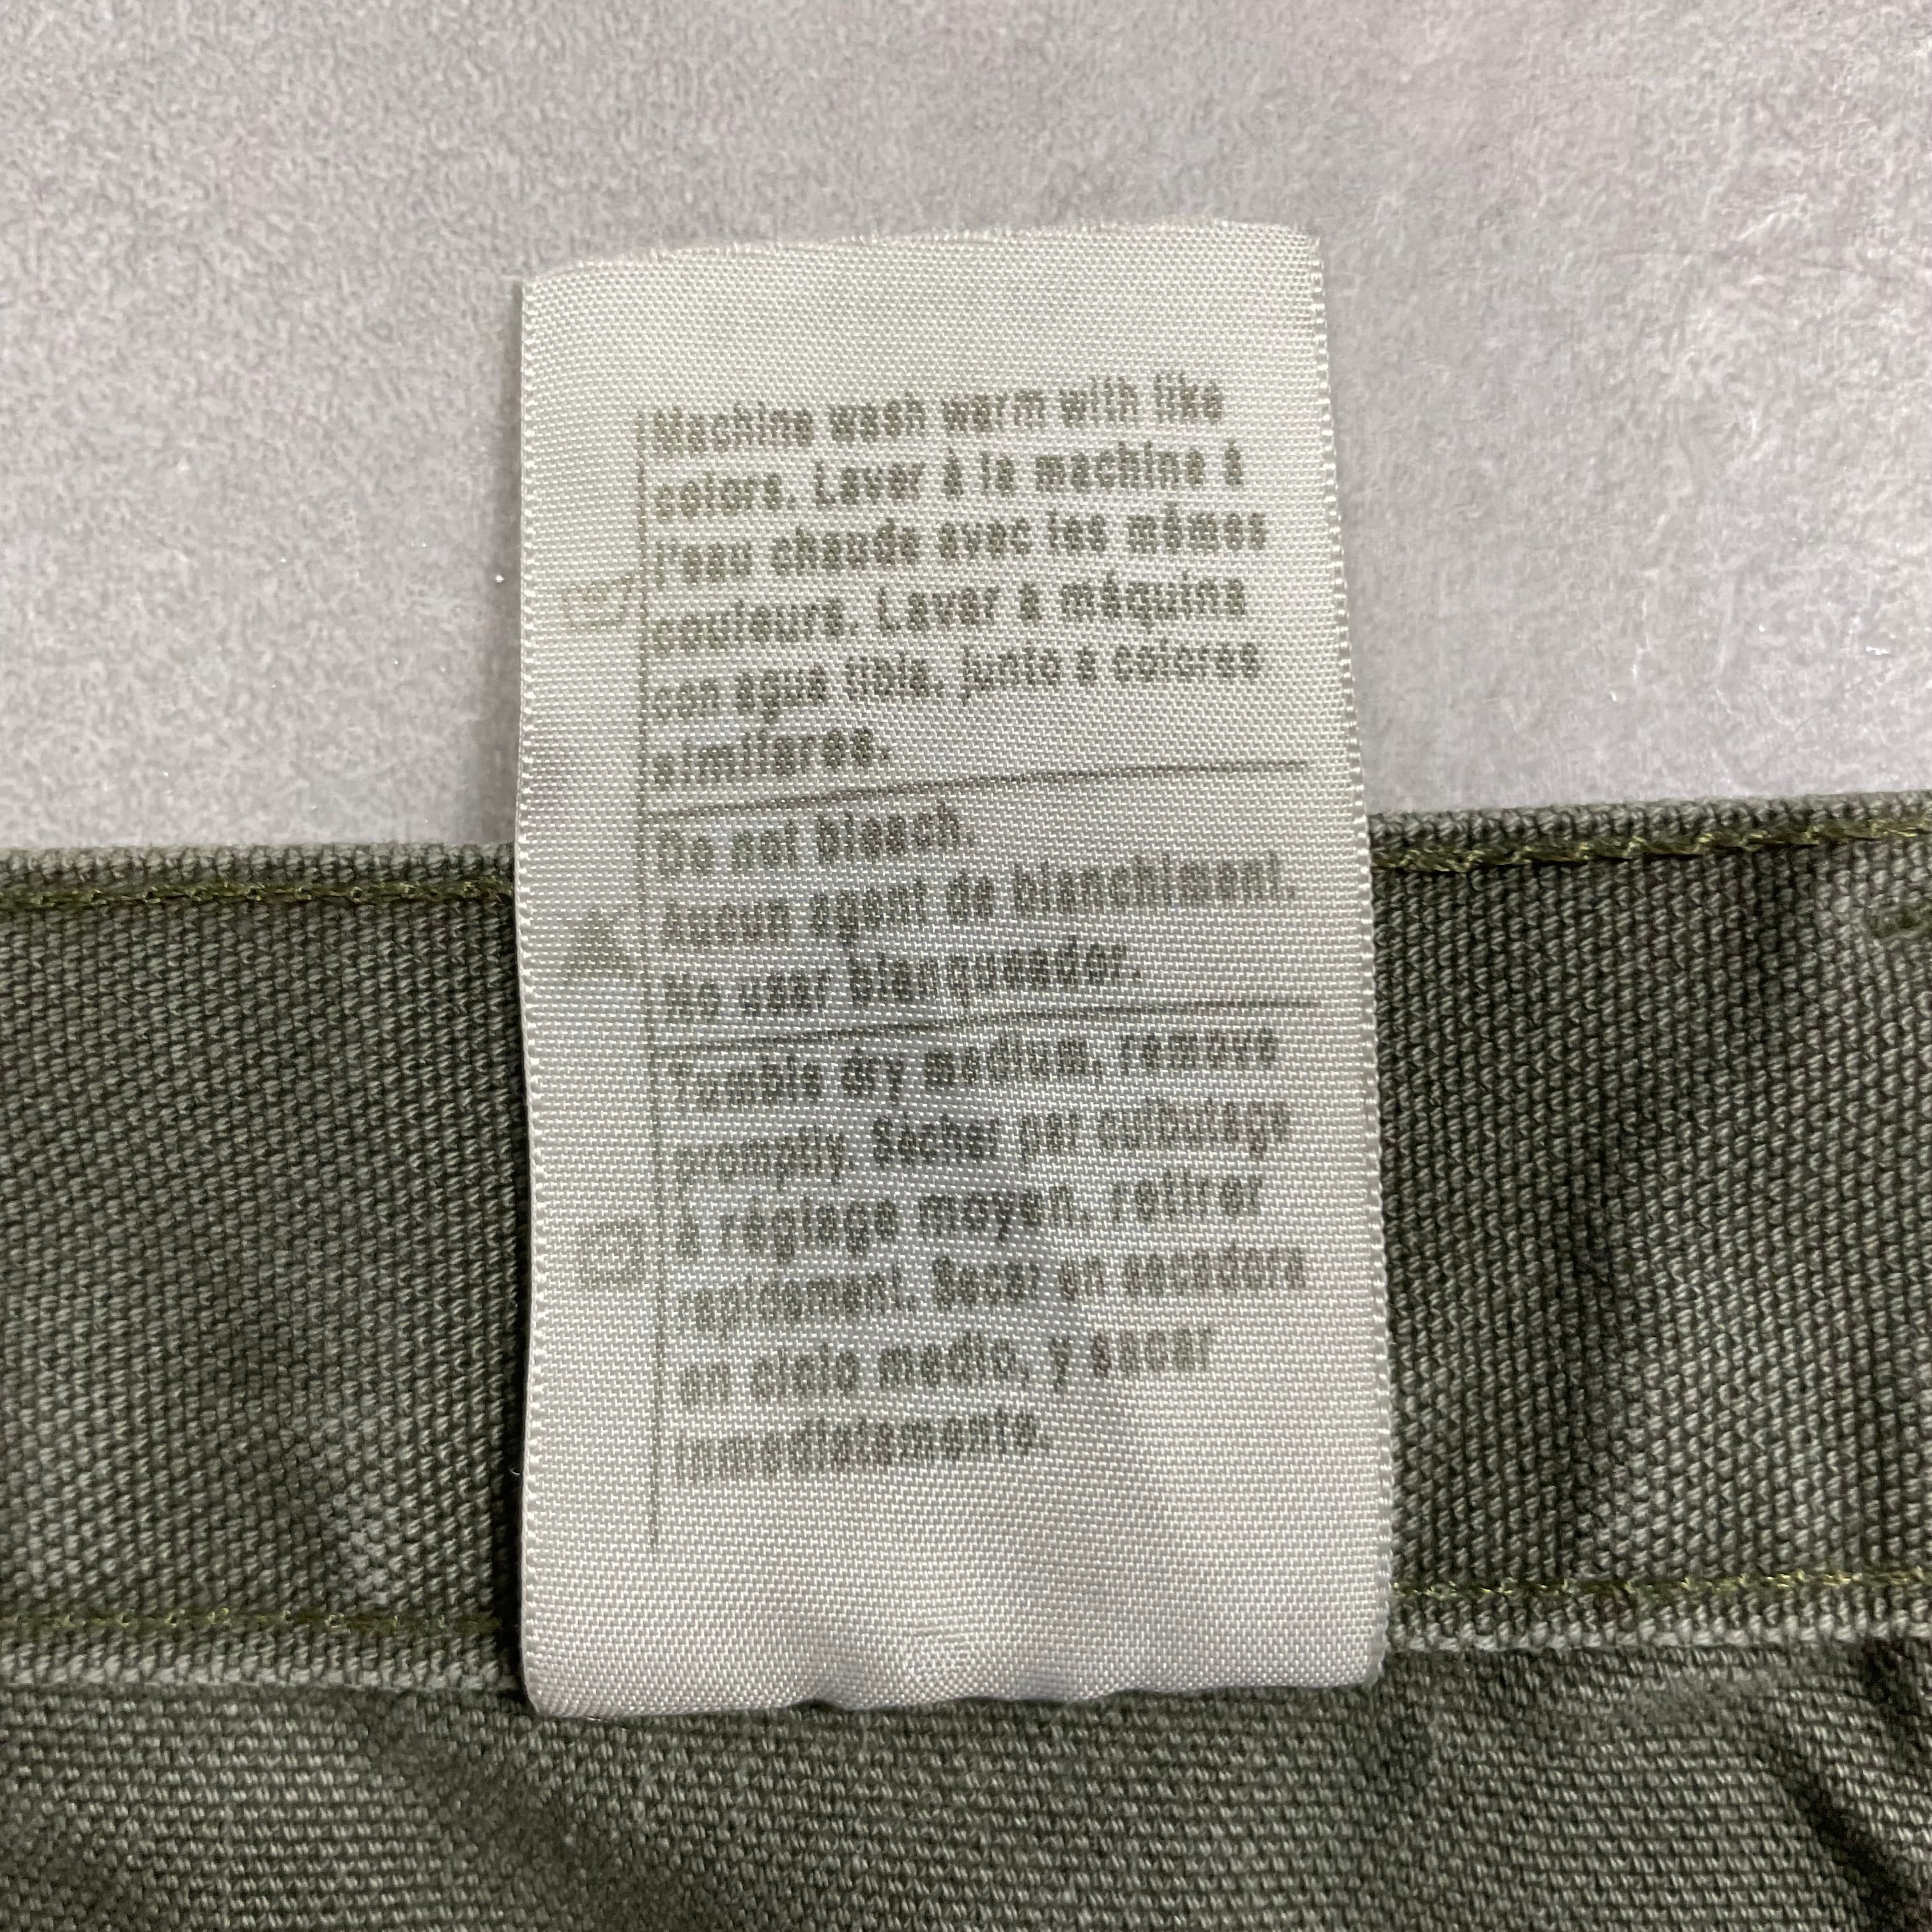 Machine wash warm with like
colors. Laver à la machine à
l'eau chaude avec les mêmes
couleurs. Lavar a máquina
con agua tibia, junto a colores
similares.
Do not bleach.
Aucun agent de blanchiment.
No usar blanqueador.
Tumble dry medium, remove
promptly. Sécher par culbutage
à réglage moyen, retirer
rapidement. Secar en secadora
en ciclo medio, y sacar
inmediatamente